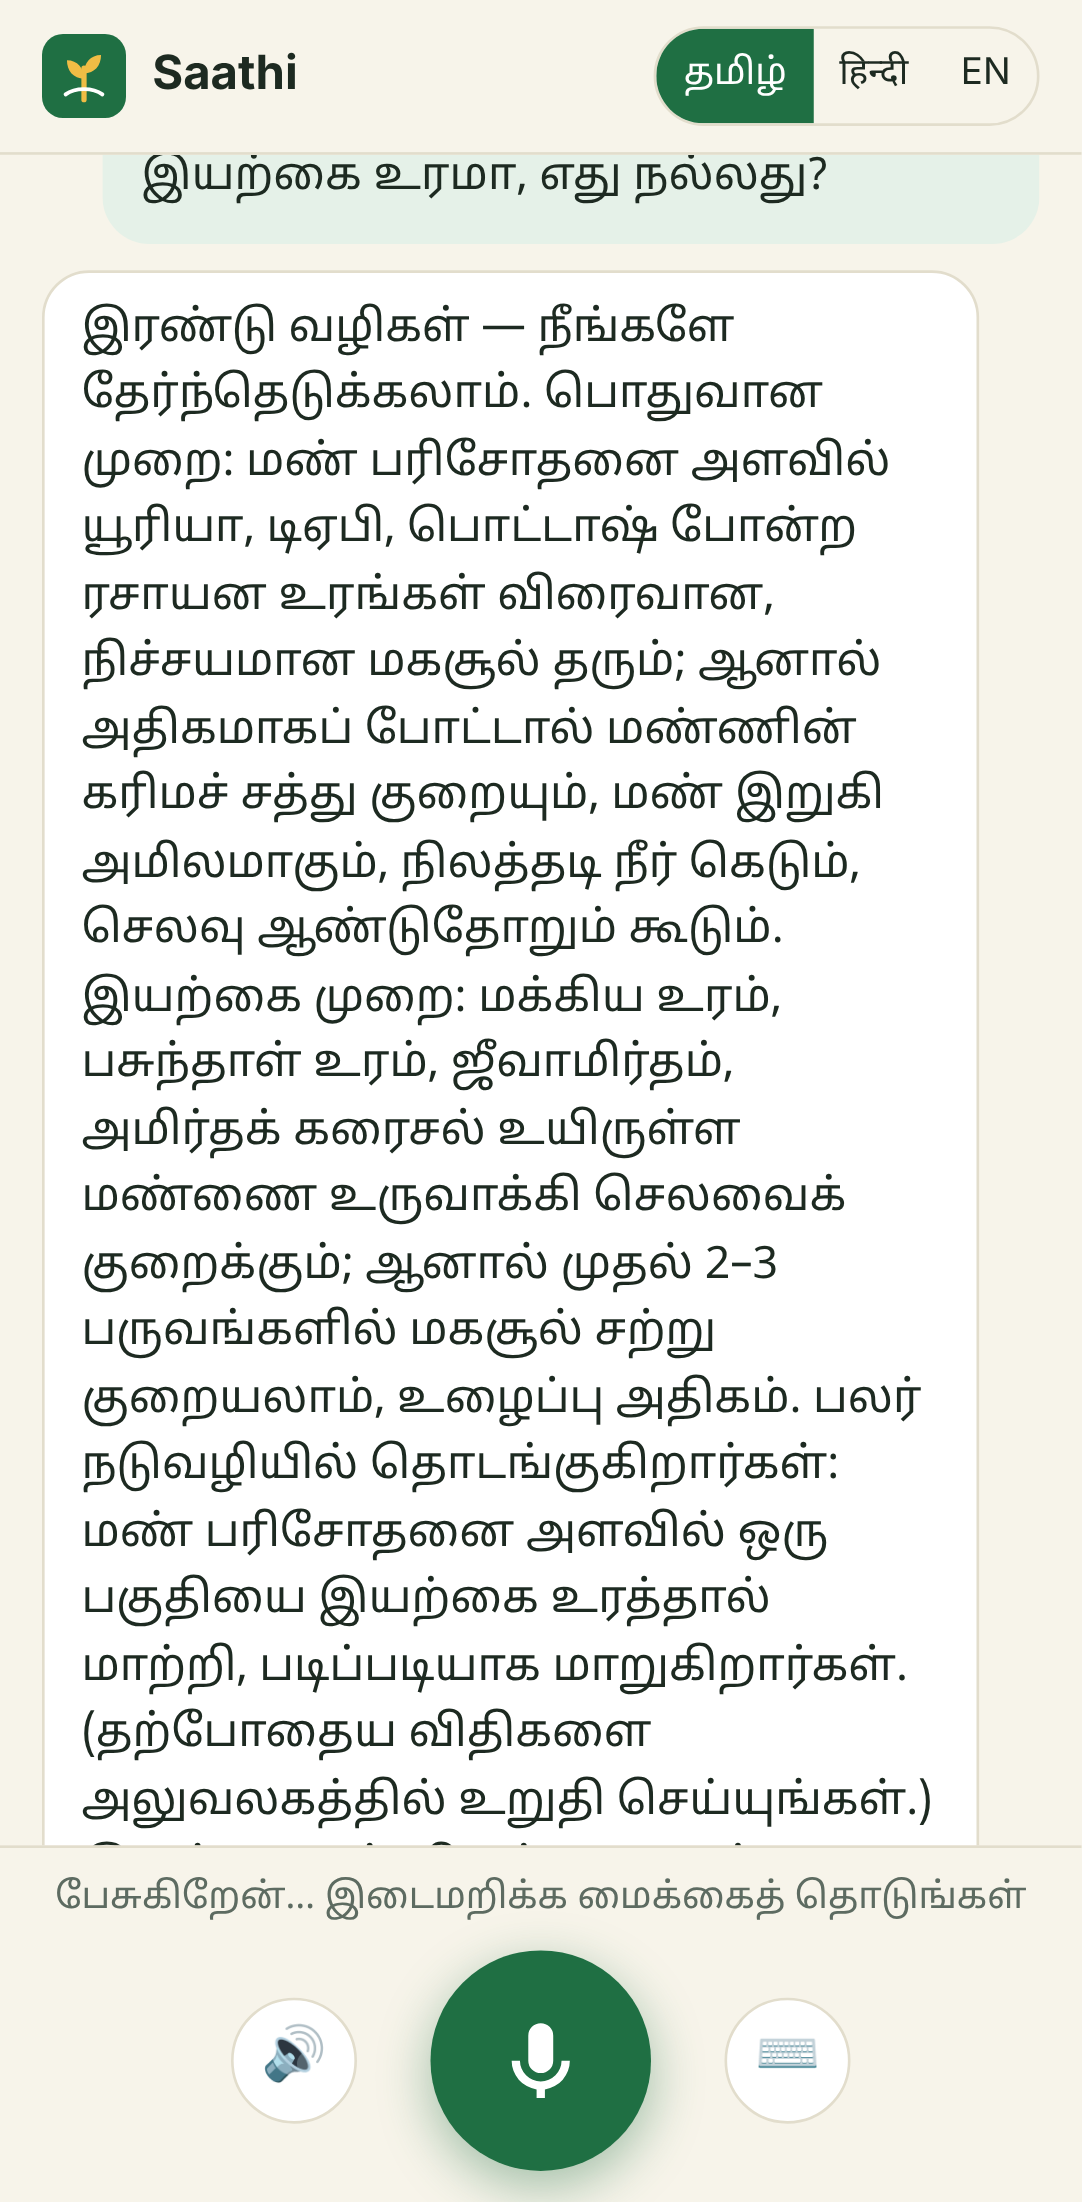 Saathi
தமிழ் हिन्दी EN
இயற்கை உரமா, எது நல்லது?
இரண்டு வழிகள் — நீங்களே
தேர்ந்தெடுக்கலாம். பொதுவான
முறை: மண் பரிசோதனை அளவில்
யூரியா, டிஏபி, பொட்டாஷ் போன்ற
ரசாயன உரங்கள் விரைவான,
நிச்சயமான மகசூல் தரும்; ஆனால்
அதிகமாகப் போட்டால் மண்ணின்
கரிமச் சத்து குறையும், மண் இறுகி
அமிலமாகும், நிலத்தடி நீர் கெடும்,
செலவு ஆண்டுதோறும் கூடும்.
இயற்கை முறை: மக்கிய உரம்,
பசுந்தாள் உரம், ஜீவாமிர்தம்,
அமிர்தக் கரைசல் உயிருள்ள
மண்ணை உருவாக்கி செலவைக்
குறைக்கும்; ஆனால் முதல் 2–3
பருவங்களில் மகசூல் சற்று
குறையலாம், உழைப்பு அதிகம். பலர்
நடுவழியில் தொடங்குகிறார்கள்:
மண் பரிசோதனை அளவில் ஒரு
பகுதியை இயற்கை உரத்தால்
மாற்றி, படிப்படியாக மாறுகிறார்கள்.
(தற்போதைய விதிகளை
அலுவலகத்தில் உறுதி செய்யுங்கள்.)
பேசுகிறேன்... இடைமறிக்க மைக்கைத் தொடுங்கள்